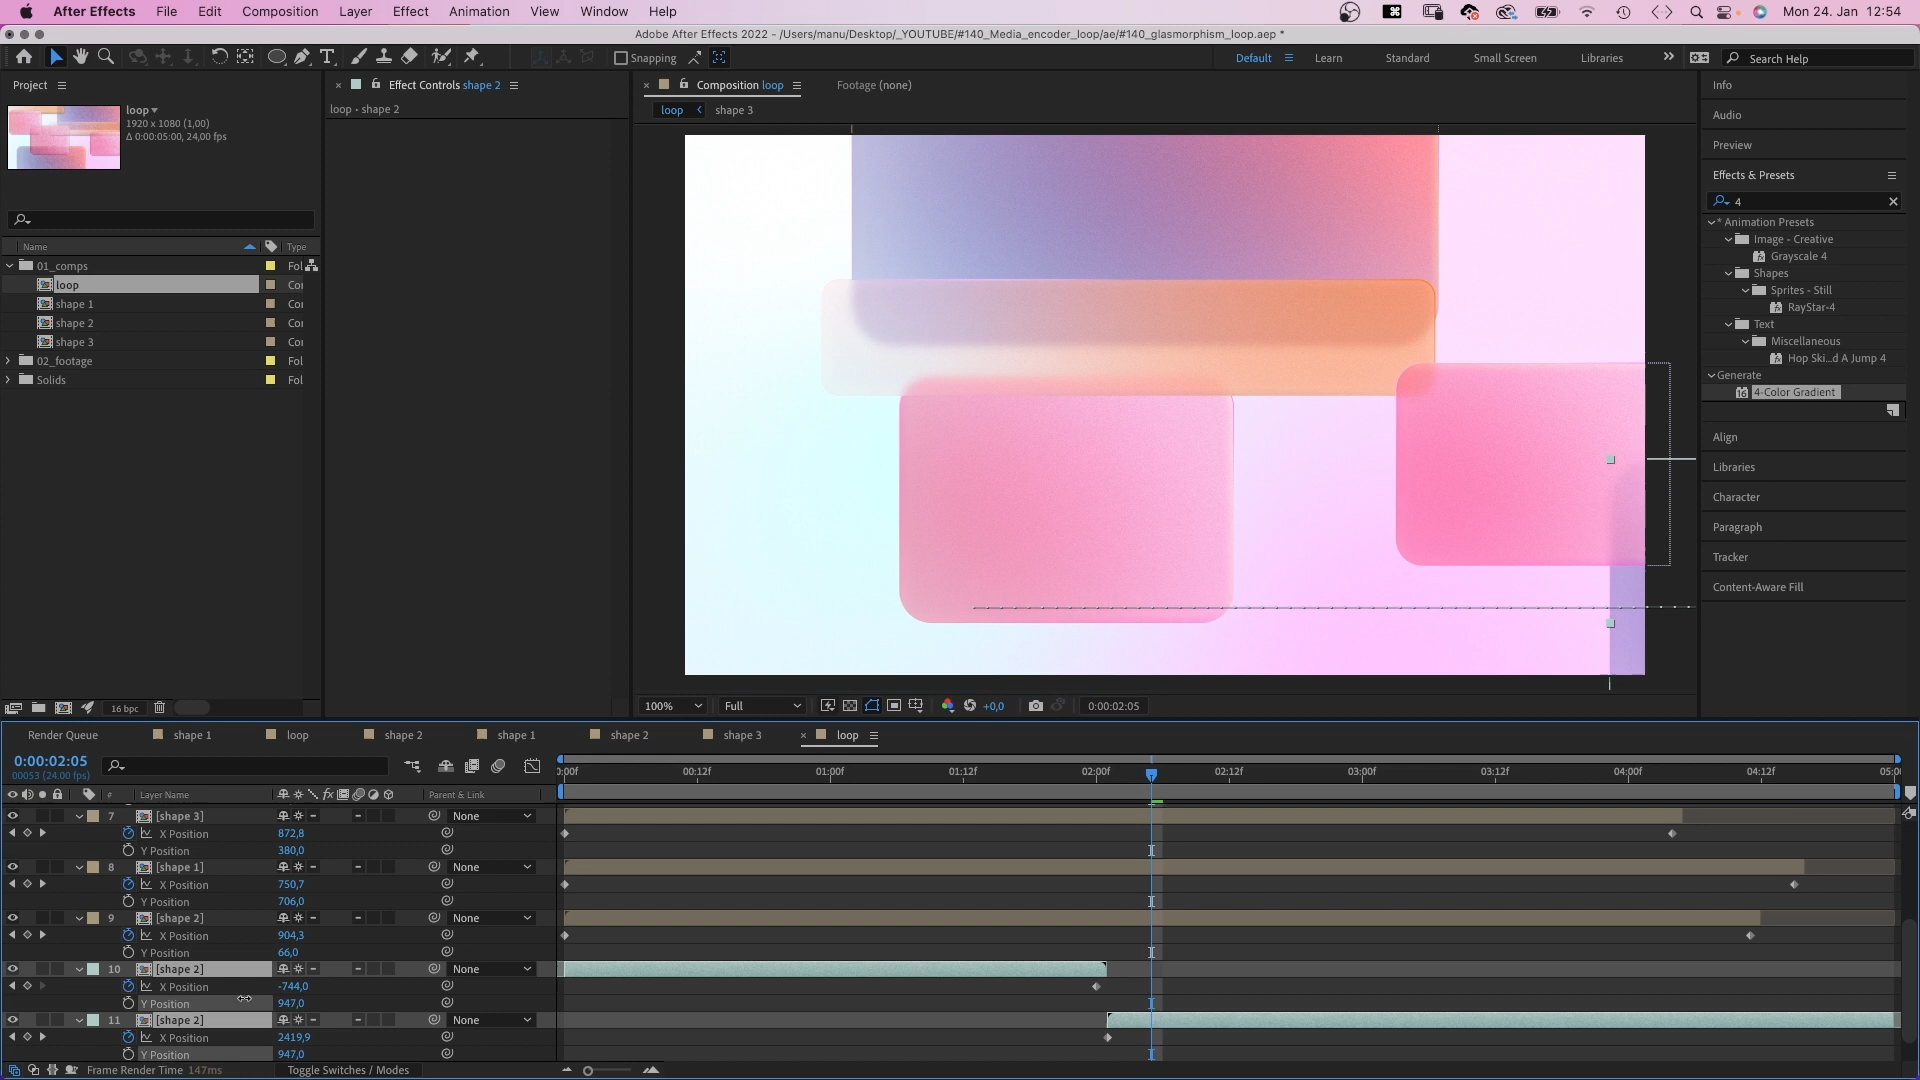 After Effects File Edit Composition Layer Effect Animation View Window Help Mon 24. Jan 12:54
Adobe After Effects 2022 - /Users/manu/Desktop/_YOUTUBE/#140_Media_encoder_loop/ae/#140_glasmorphism_loop.aep *
Snapping Default Learn Standard Small Screen Libraries Search Help
Project
Effect Controls shape 2
Composition loop
Footage (none)
loop • shape 2
loop shape 3
loop
1920 x 1080 (1,00)
Δ 0:00:05:00, 24,00 fps
Name Type
01_comps Fol
loop Cor
shape 1 Cor
shape 2 Cor
shape 3 Cor
02_footage Fol
Solids Fol
16 bpc
100% Full +0,0 0:00:02:05
Info
Audio
Preview
Effects & Presets
4
* Animation Presets
Image - Creative
Grayscale 4
Shapes
Sprites - Still
RayStar-4
Text
Miscellaneous
Hop Ski...d A Jump 4
Generate
4-Color Gradient
Align
Libraries
Character
Paragraph
Tracker
Content-Aware Fill
Render Queue shape 1 loop shape 2 shape 1 shape 2 shape 3 loop
0:00:02:05
00053 (24.00 fps)
0:00f 00:12f 01:00f 01:12f 02:00f 02:12f 03:00f 03:12f 04:00f 04:12f 05:0
# Layer Name Parent & Link
7 [shape 3] None
X Position 872,8
Y Position 380,0
8 [shape 1] None
X Position 750,7
Y Position 706,0
9 [shape 2] None
X Position 904,3
Y Position 66,0
10 [shape 2] None
X Position -744,0
Y Position 947,0
11 [shape 2] None
X Position 2419,9
Y Position 947,0
Frame Render Time 147ms Toggle Switches / Modes